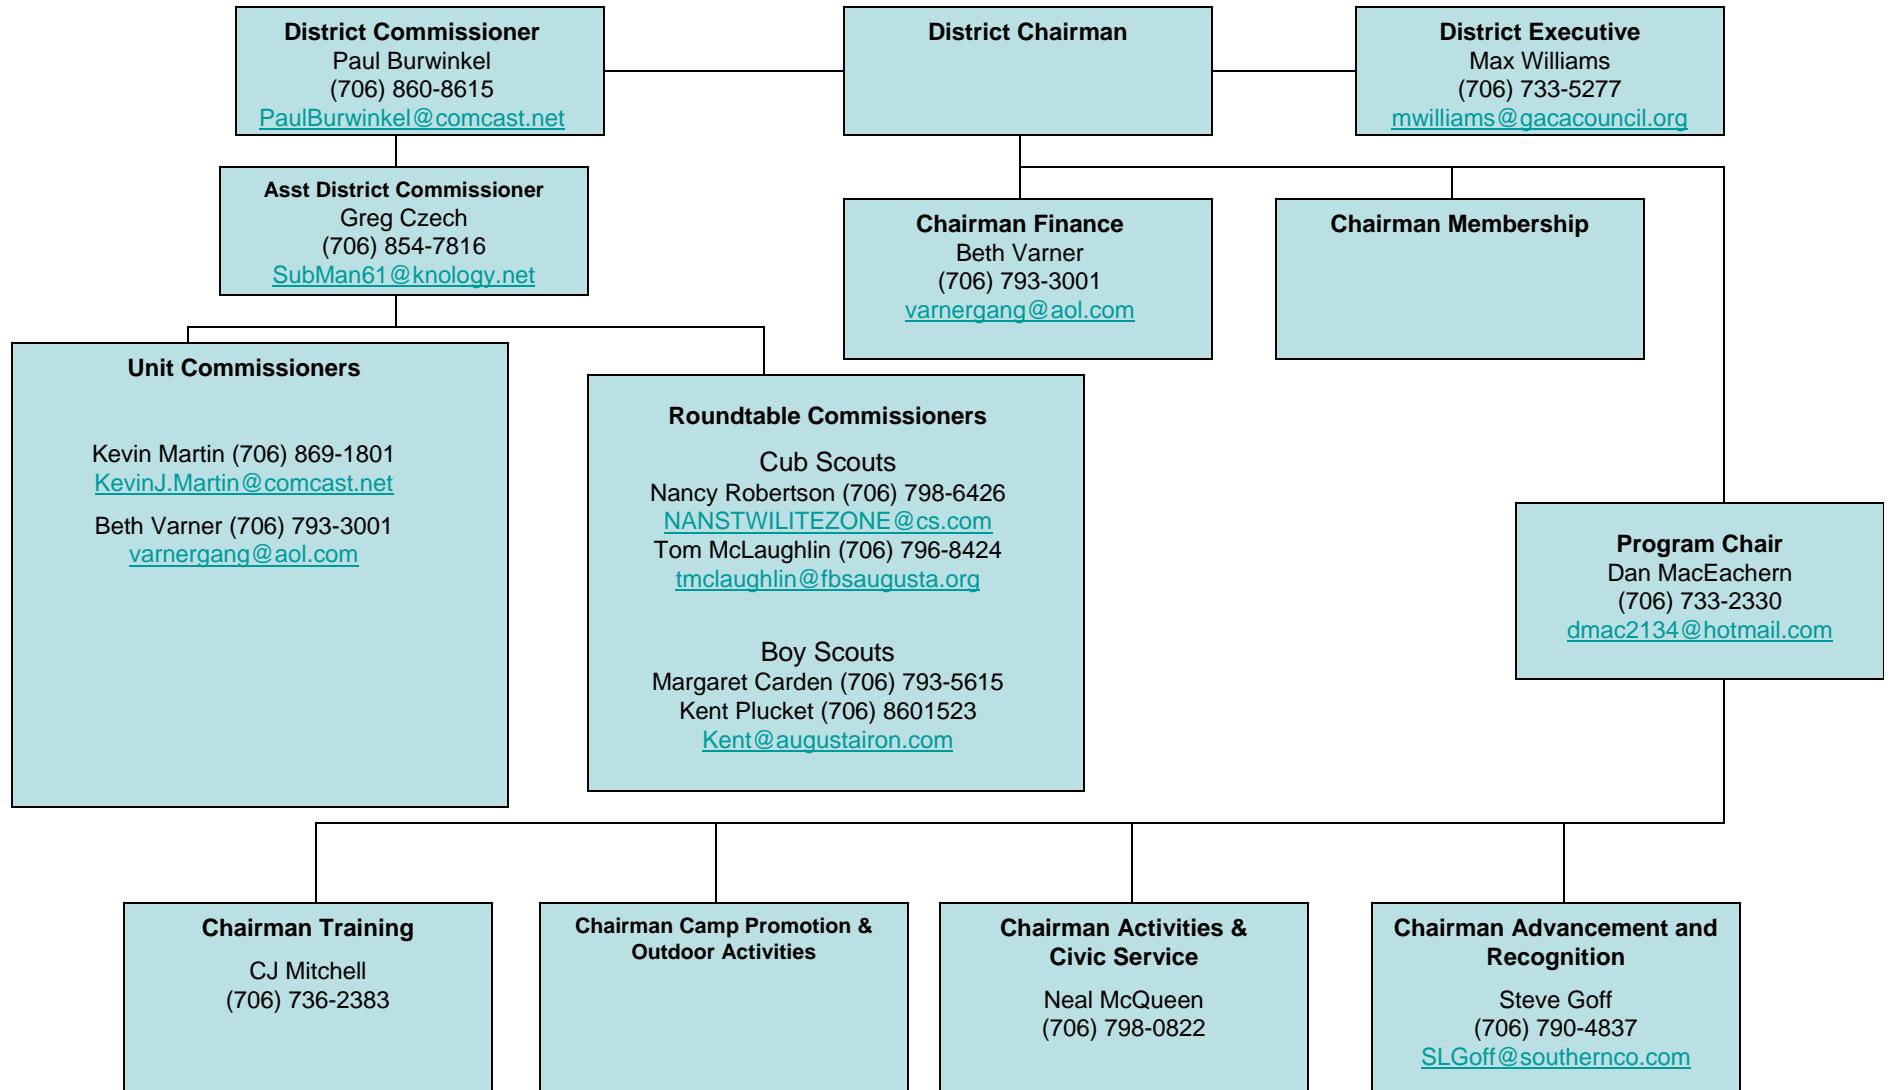 District Commissioner
Paul Burwinkel
(706) 860-8615
PaulBurwinkel@comcast.net
District Chairman
District Executive
Max Williams
(706) 733-5277
mwilliams@gacacouncil.org
Asst District Commissioner
Greg Czech
(706) 854-7816
SubMan61@knology.net
Chairman Finance
Beth Varner
(706) 793-3001
varnergang@aol.com
Chairman Membership
Unit Commissioners
Kevin Martin (706) 869-1801
KevinJ.Martin@comcast.net
Beth Varner (706) 793-3001
varnergang@aol.com
Roundtable Commissioners
Cub Scouts
Nancy Robertson (706) 798-6426
NANSTWILITEZONE@cs.com
Tom McLaughlin (706) 796-8424
tmclaughlin@fbsaugusta.org
Boy Scouts
Margaret Carden (706) 793-5615
Kent Plucket (706) 8601523
Kent@augustairon.com
Program Chair
Dan MacEachern
(706) 733-2330
dmac2134@hotmail.com
Chairman Training
CJ Mitchell
(706) 736-2383
Chairman Camp Promotion &
Outdoor Activities
Chairman Activities &
Civic Service
Neal McQueen
(706) 798-0822
Chairman Advancement and
Recognition
Steve Goff
(706) 790-4837
SLGoff@southernco.com